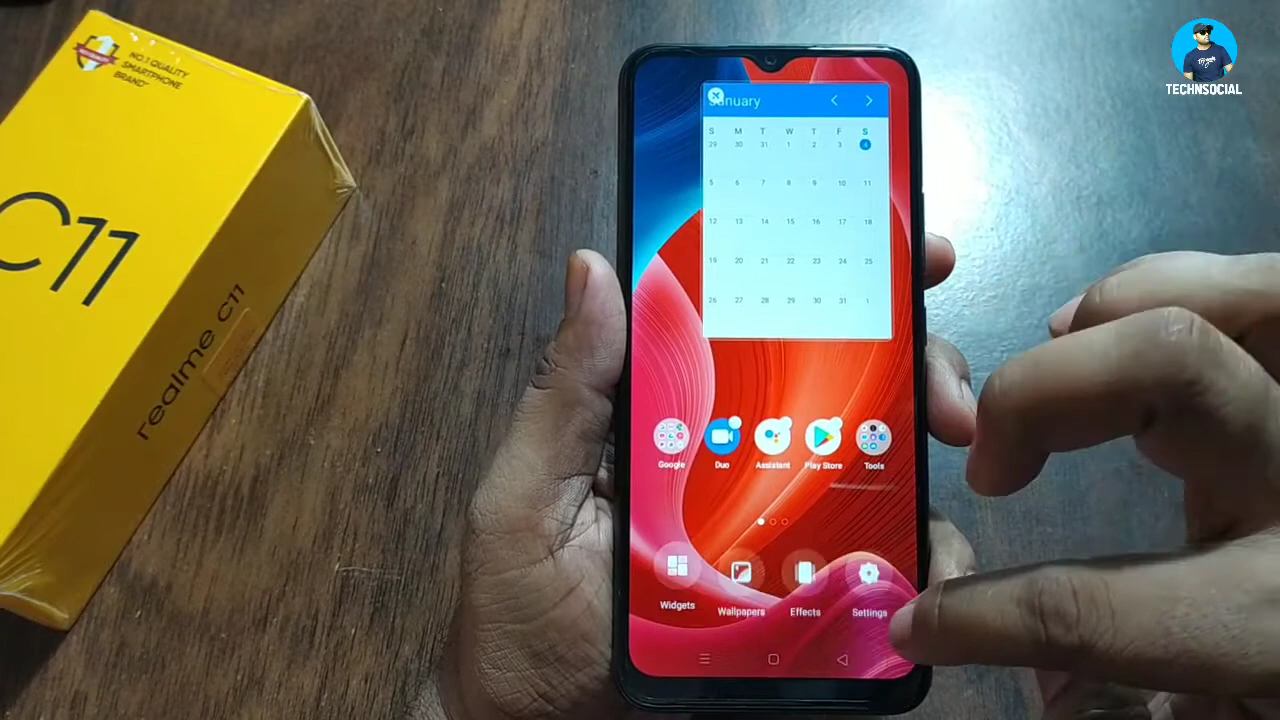 NO.1 QUALITY
SMARTPHONE
BRAND*
C11
realme C11
TECHNSOCIAL
January
S M T W T F S
29 30 31 1 2 3 4
5 6 7 8 9 10 11
12 13 14 15 16 17 18
19 20 21 22 23 24 25
26 27 28 29 30 31 1
Google Duo Assistant Play Store Tools
Widgets Wallpapers Effects Settings